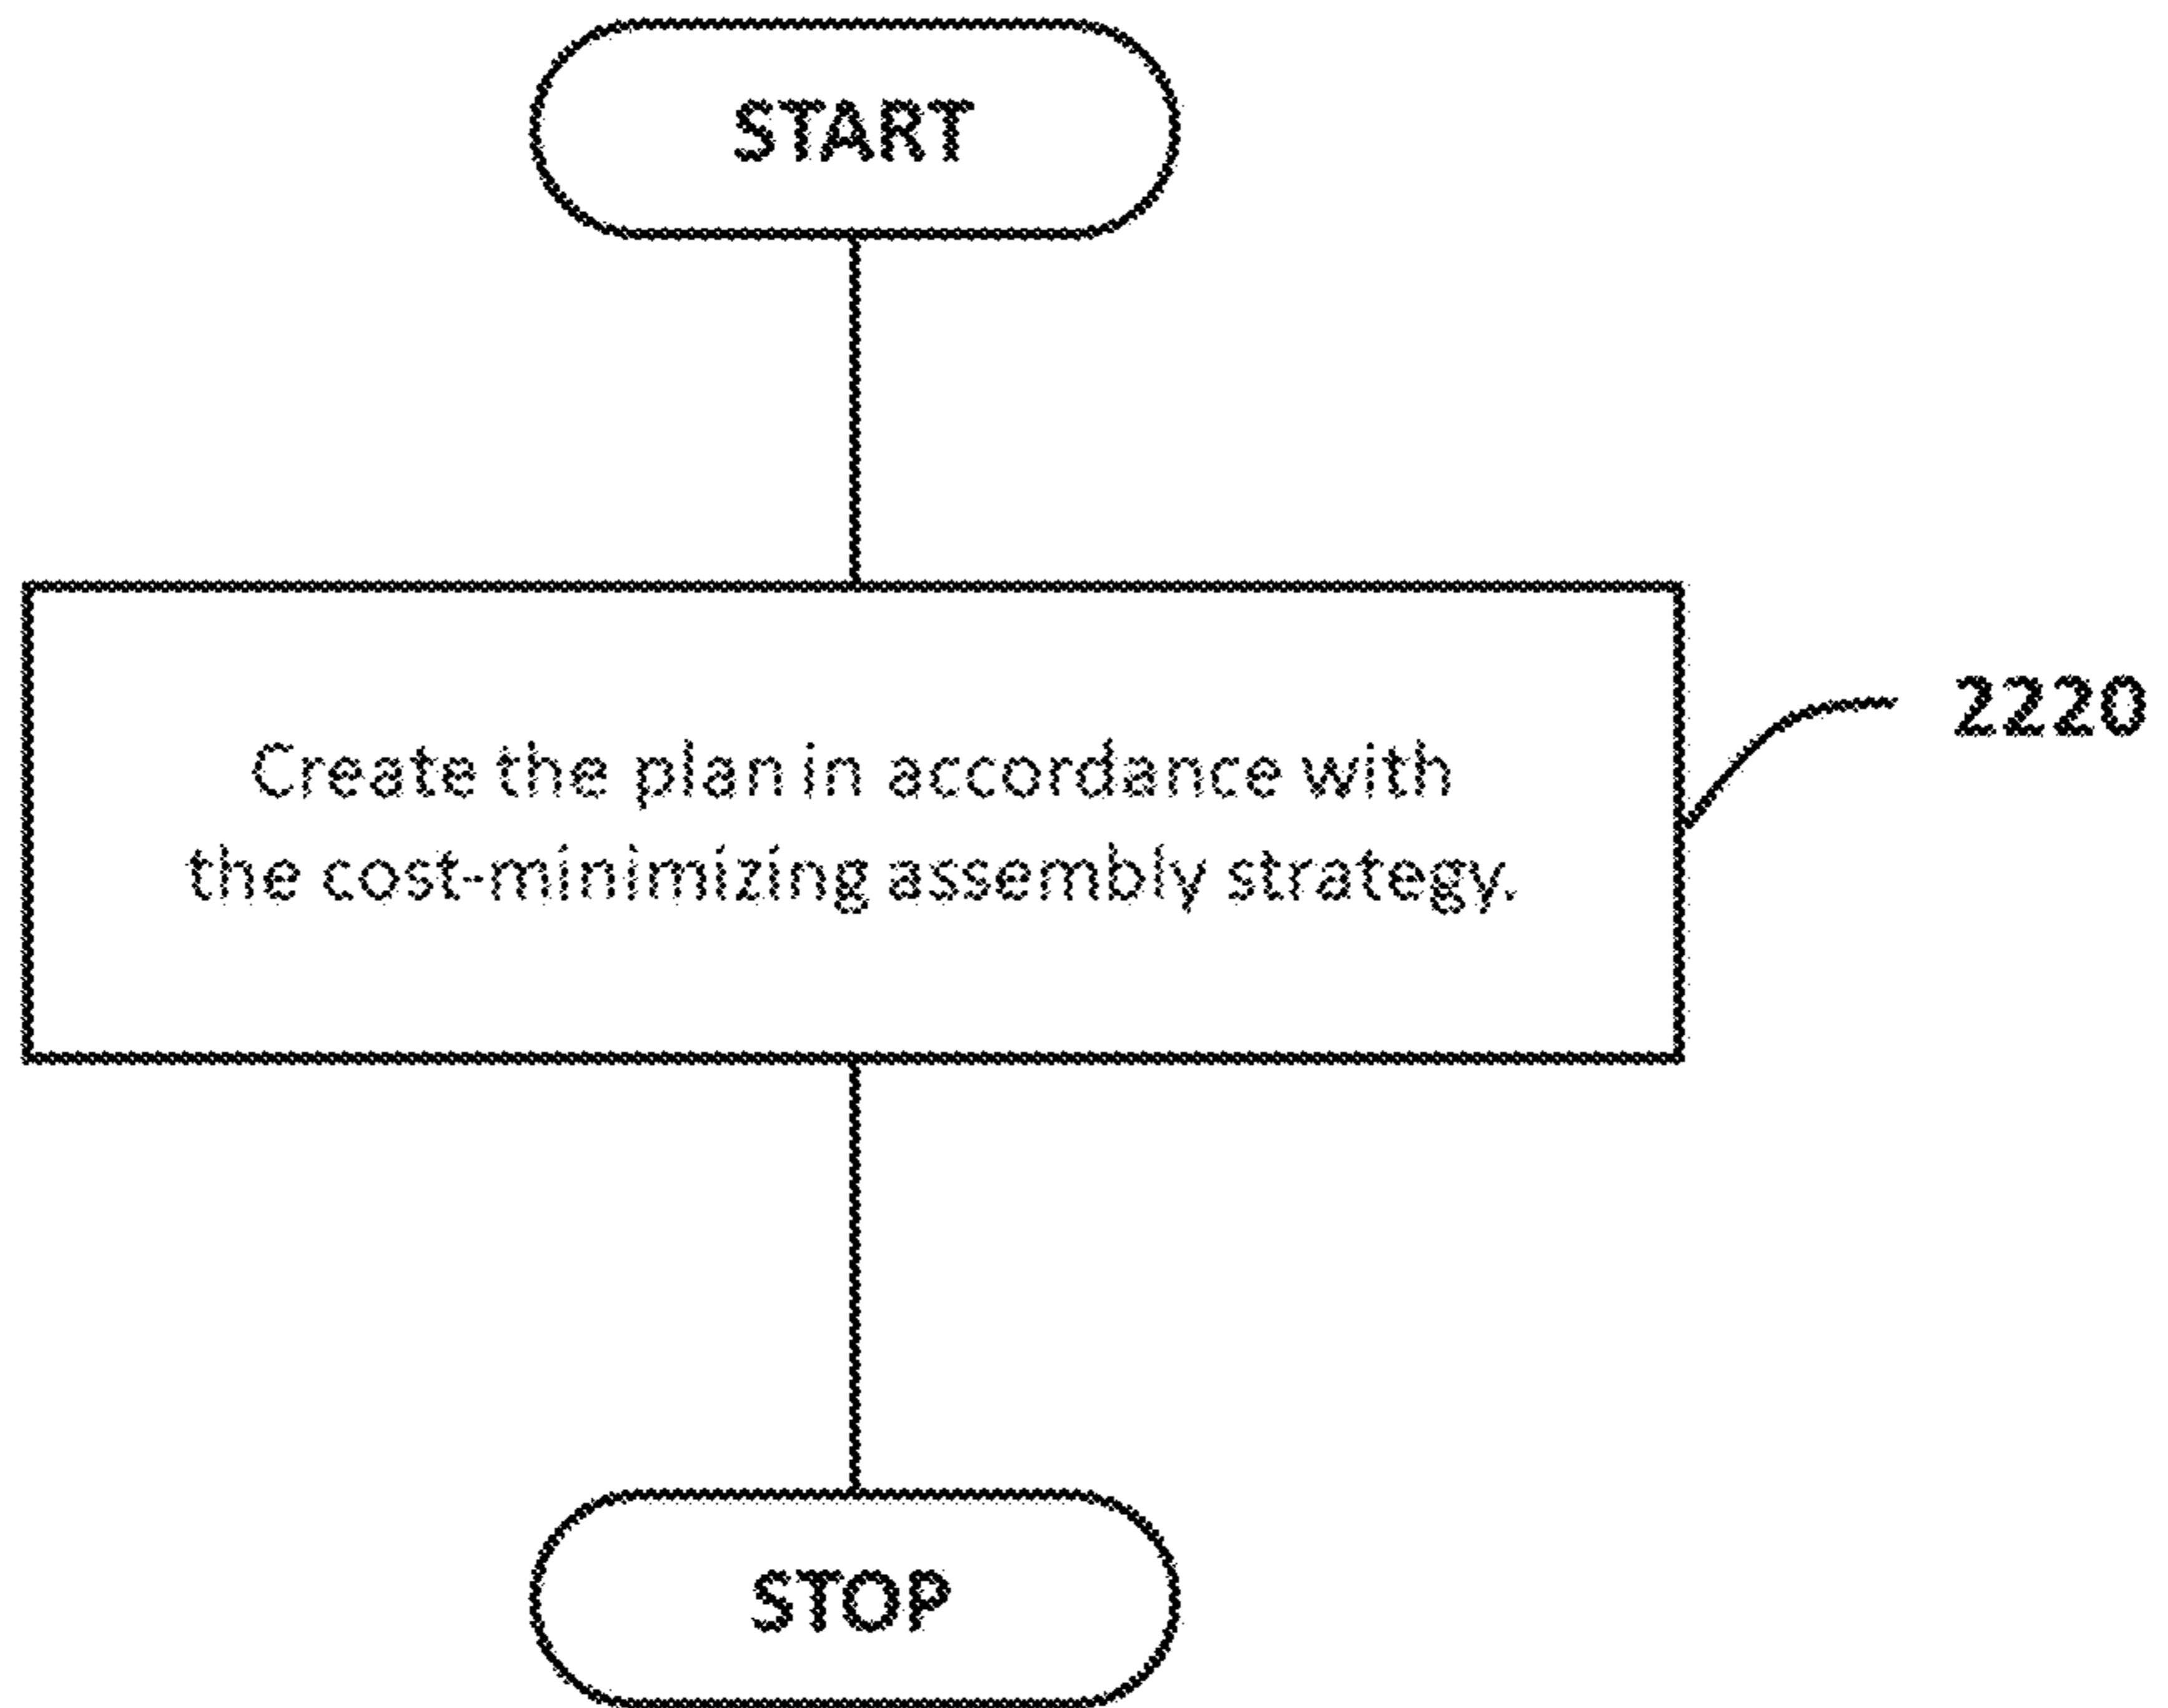 START
Create the plan in accordance with
the cost-minimizing assembly strategy.
2220
STOP